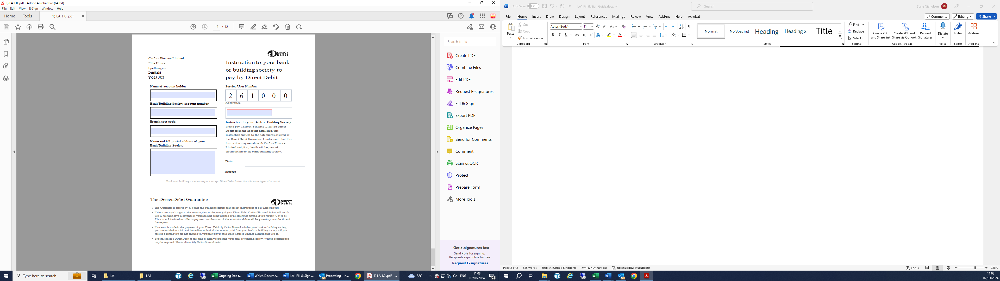 1) LA 1.0 .pdf - Adobe Acrobat Pro (64-bit)
File Edit View E-Sign Window Help
Home Tools 1) LA 1.0 .pdf ×
12 / 12
DIRECT Debit
Catfoss Finance Limited
Elite House
Spellowgate
Driffield
YO25 5UP
Instruction to your bank
or building society to
pay by Direct Debit
Name of account holder
Service User Number
2 6 1 0 0 0
Bank/Building Society account number
Reference
Branch sort code
Name and full postal address of your
Bank/Building Society
Instruction to your Bank or Building Society
Please pay Catfoss Finance Limited Direct
Debits from the account detailed in this
Instruction subject to the safeguards assured by
the Direct Debit Guarantee. I understand that this
instruction may remain with Catfoss Finance
Limited and, if so, details will be passed
electronically to my bank/building society.
Date
Signature
Banks and building societies may not accept Direct Debit Instructions for some types of account
The Direct Debit Guarantee
DIRECT Debit
• This Guarantee is offered by all banks and building societies that accept instructions to pay Direct Debits.
• If there are any changes to the amount, date or frequency of your Direct Debit Catfoss Finance Limited will notify
you 10 working days in advance of your account being debited or as otherwise agreed. If you request Catfoss
Finance Limited to collect a payment, confirmation of the amount and date will be given to you at the time of
the request.
• If an error is made in the payment of your Direct Debit, by Catfoss Finance Limited or your bank or building society,
you are entitled to a full and immediate refund of the amount paid from your bank or building society – if you
receive a refund you are not entitled to, you must pay it back when Catfoss Finance Limited asks you to.
• You can cancel a Direct Debit at any time by simply contacting your bank or building society. Written confirmation
may be required. Please also notify Catfoss Finance Limited.
Search tools
Create PDF
Combine Files
Edit PDF
Request E-signatures
Fill & Sign
Export PDF
Organize Pages
Send for Comments
Comment
Scan & OCR
Protect
Prepare Form
More Tools
Get e-signatures fast
Send PDFs for signing.
Recipients sign online for free.
Request E-signatures
Type here to search LA1 LA1 Ongoing Doc t... Which Docume... LA1 Fill & Sign ... Processing - In... 1) LA 1.0 .pdf - ... 8°C ENG 11:08 07/03/2024 21
AutoSave Off LA1 Fill & Sign Guide.docx Search Susie Nicholson SN
File Home Insert Draw Design Layout References Mailings Review View Add-ins Help Acrobat Comments Editing Share
Paste Cut Copy Format Painter
Clipboard
Aptos (Body) 11
Font
Paragraph
Normal No Spacing Heading Heading 2 Title
Styles
Find
Replace
Select
Editing
Create PDF and Share link
Create PDF and Share via Outlook
Request Signatures
Adobe Acrobat
Dictate
Voice
Editor
Editor
Add-ins
Add-ins
Page 2 of 2 325 words English (United Kingdom) Text Predictions: On Accessibility: Investigate Focus 228%
11:08
07/03/2024